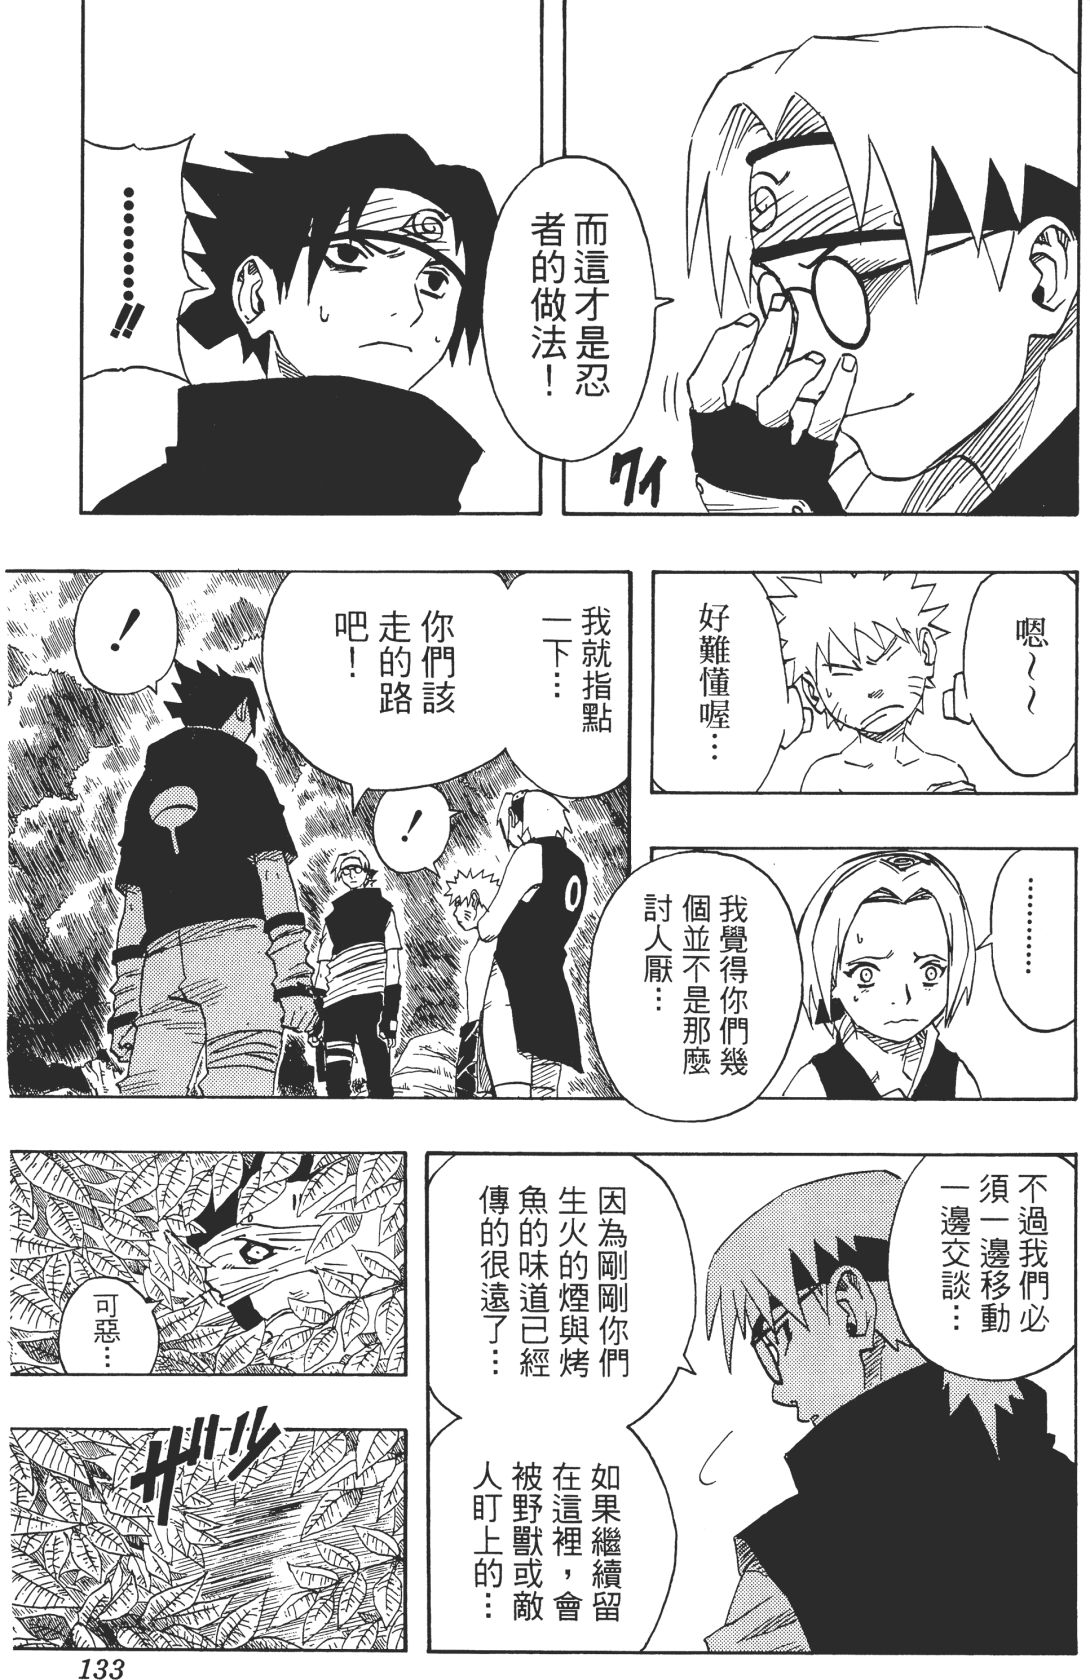 而這才是忍
者的做法！
クイ
…………!!
嗯～～
好難懂喔…
…………
我覺得你們幾
個並不是那麼
討人厭…
我就指點
一下…
你們該
走的路
吧！
！
！
不過我們必
須一邊移動
一邊交談…
因為剛剛你們
生火的煙與烤
魚的味道已經
傳的很遠了…
如果繼續留
在這裡，會
被野獸或敵
人盯上的…
可惡…
ザザル
133